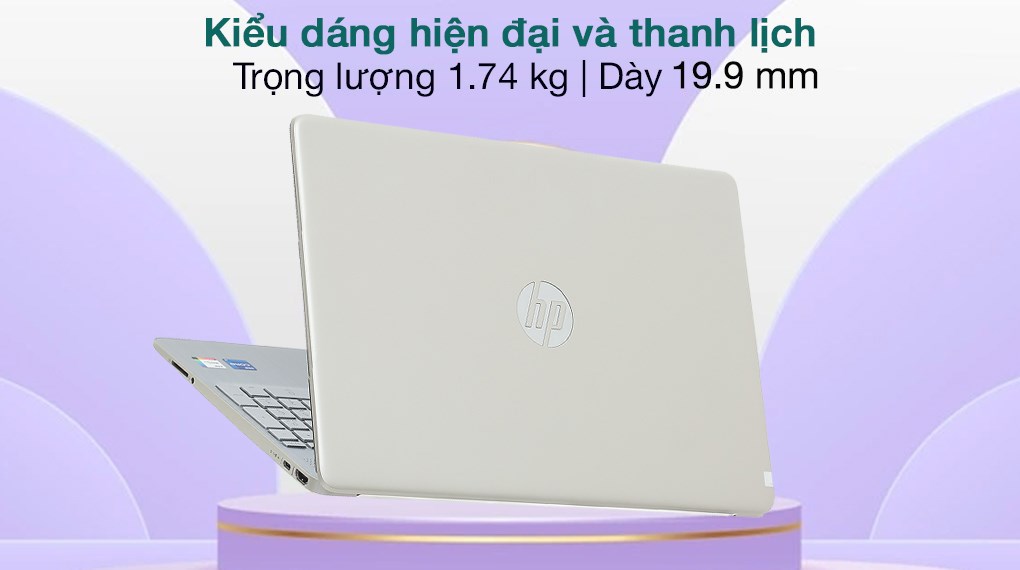 Kiểu dáng hiện đại và thanh lịch
Trọng lượng 1.74 kg | Dày 19.9 mm
hp